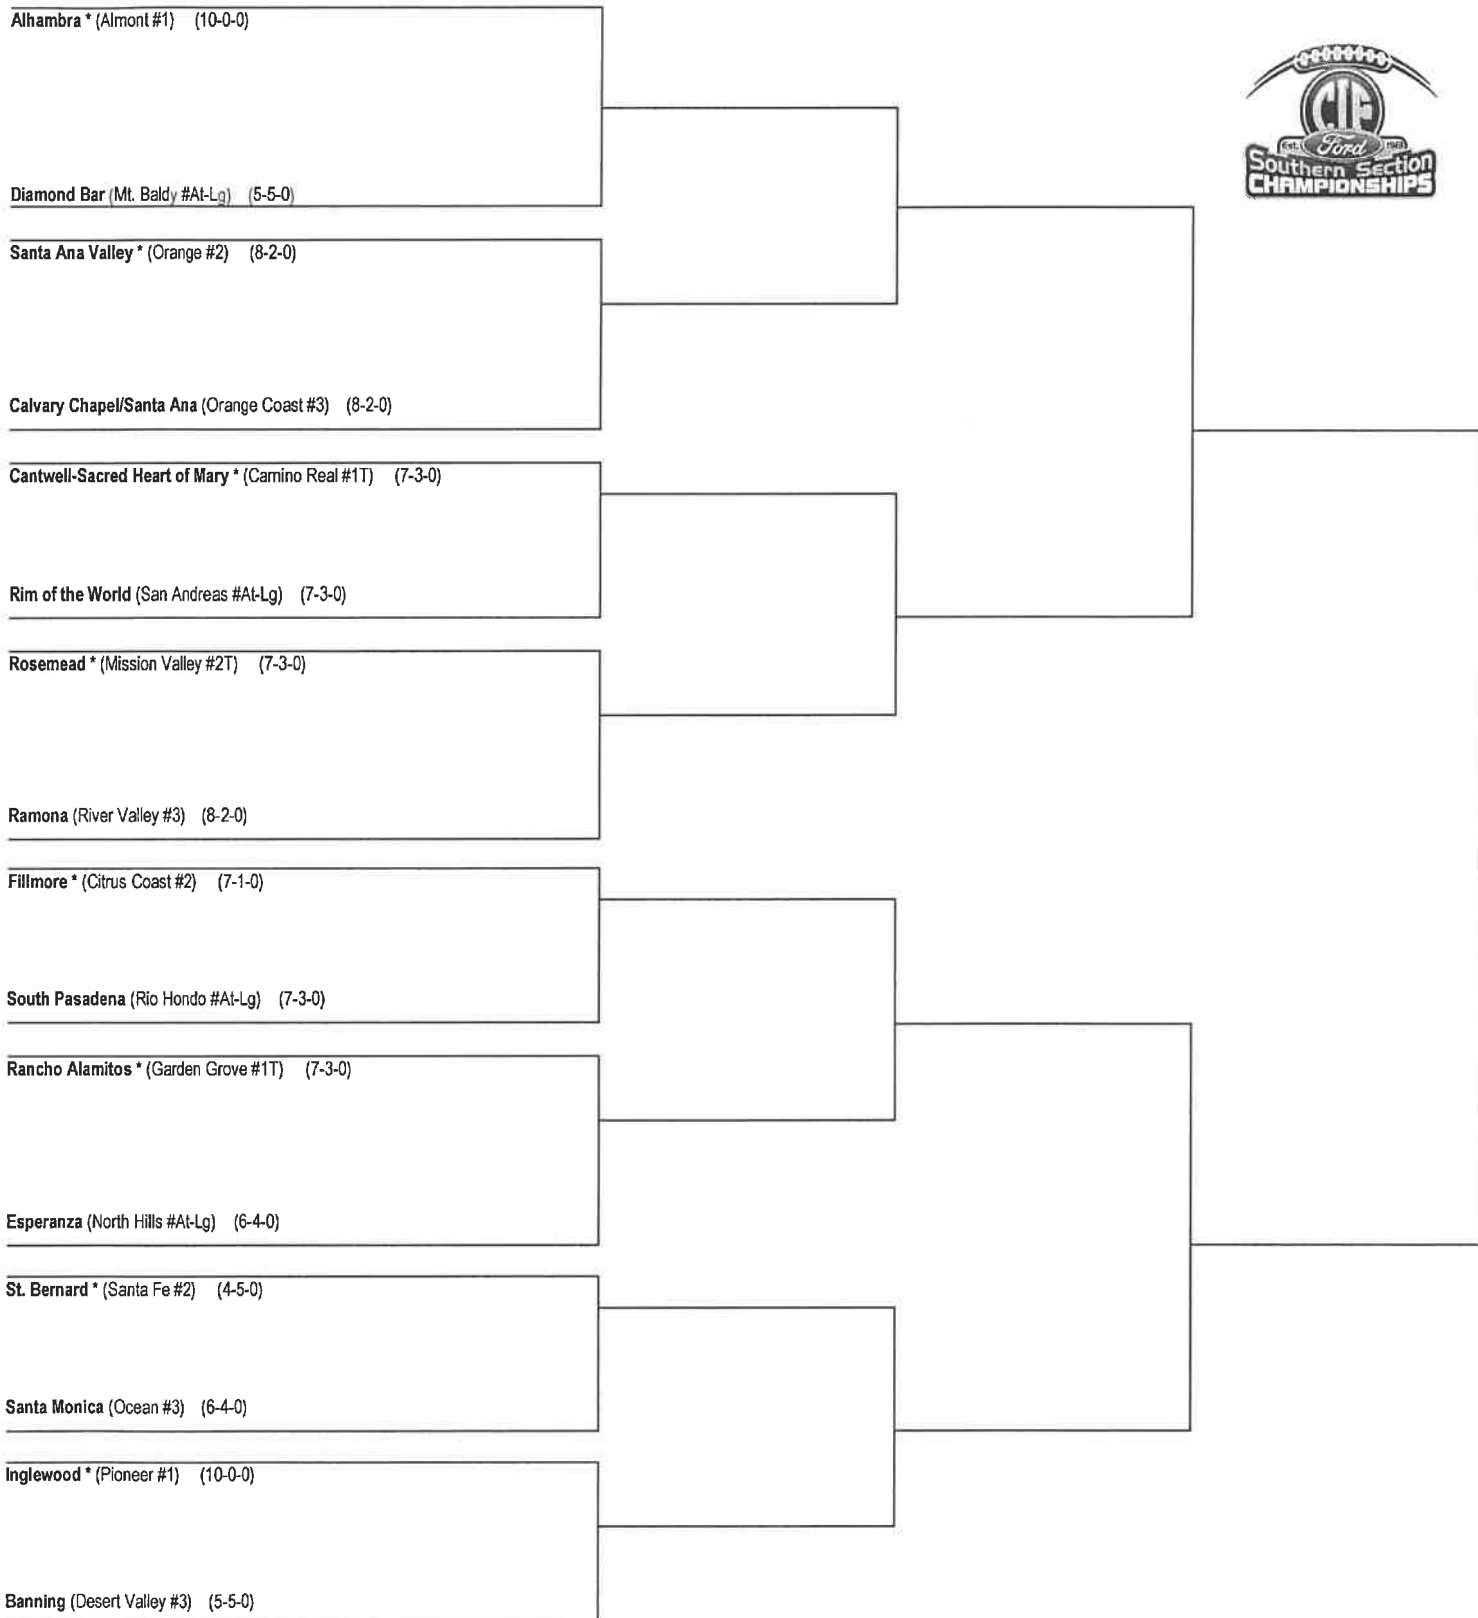 Alhambra * (Almont #1) (10-0-0)
CIF
Est. Ford
Southern Section
CHAMPIONSHIPS
Diamond Bar (Mt. Baldy #At-Lg) (5-5-0)
Santa Ana Valley * (Orange #2) (8-2-0)
Calvary Chapel/Santa Ana (Orange Coast #3) (8-2-0)
Cantwell-Sacred Heart of Mary * (Camino Real #1T) (7-3-0)
Rim of the World (San Andreas #At-Lg) (7-3-0)
Rosemead * (Mission Valley #2T) (7-3-0)
Ramona (River Valley #3) (8-2-0)
Fillmore * (Citrus Coast #2) (7-1-0)
South Pasadena (Rio Hondo #At-Lg) (7-3-0)
Rancho Alamitos * (Garden Grove #1T) (7-3-0)
Esperanza (North Hills #At-Lg) (6-4-0)
St. Bernard * (Santa Fe #2) (4-5-0)
Santa Monica (Ocean #3) (6-4-0)
Inglewood * (Pioneer #1) (10-0-0)
Banning (Desert Valley #3) (5-5-0)